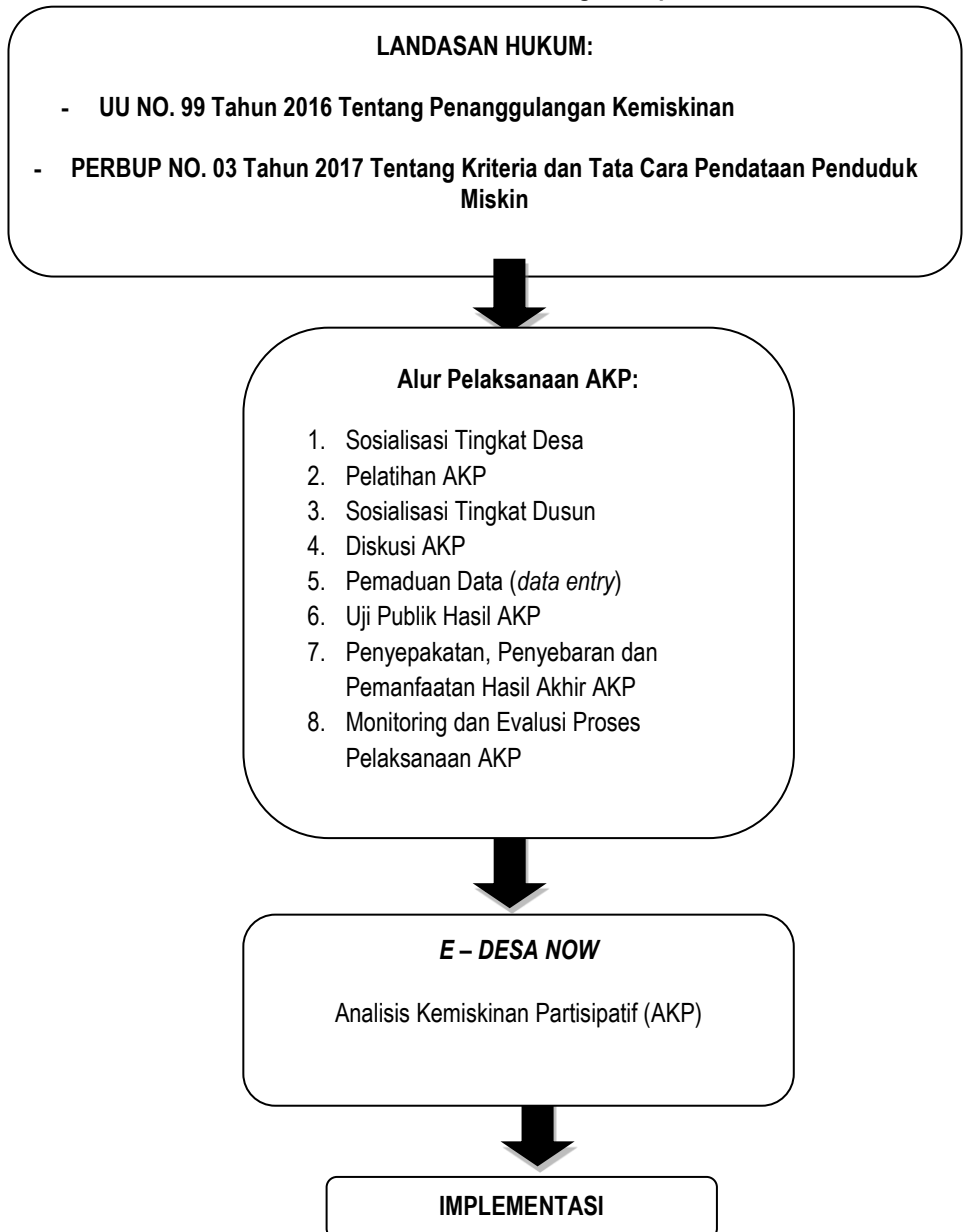 LANDASAN HUKUM:
- UU NO. 99 Tahun 2016 Tentang Penanggulangan Kemiskinan
- PERBUP NO. 03 Tahun 2017 Tentang Kriteria dan Tata Cara Pendataan Penduduk
Miskin
Alur Pelaksanaan AKP:
1. Sosialisasi Tingkat Desa
2. Pelatihan AKP
3. Sosialisasi Tingkat Dusun
4. Diskusi AKP
5. Pemaduan Data (data entry)
6. Uji Publik Hasil AKP
7. Penyepakatan, Penyebaran dan
Pemanfaatan Hasil Akhir AKP
8. Monitoring dan Evalusi Proses
Pelaksanaan AKP
E – DESA NOW
Analisis Kemiskinan Partisipatif (AKP)
IMPLEMENTASI